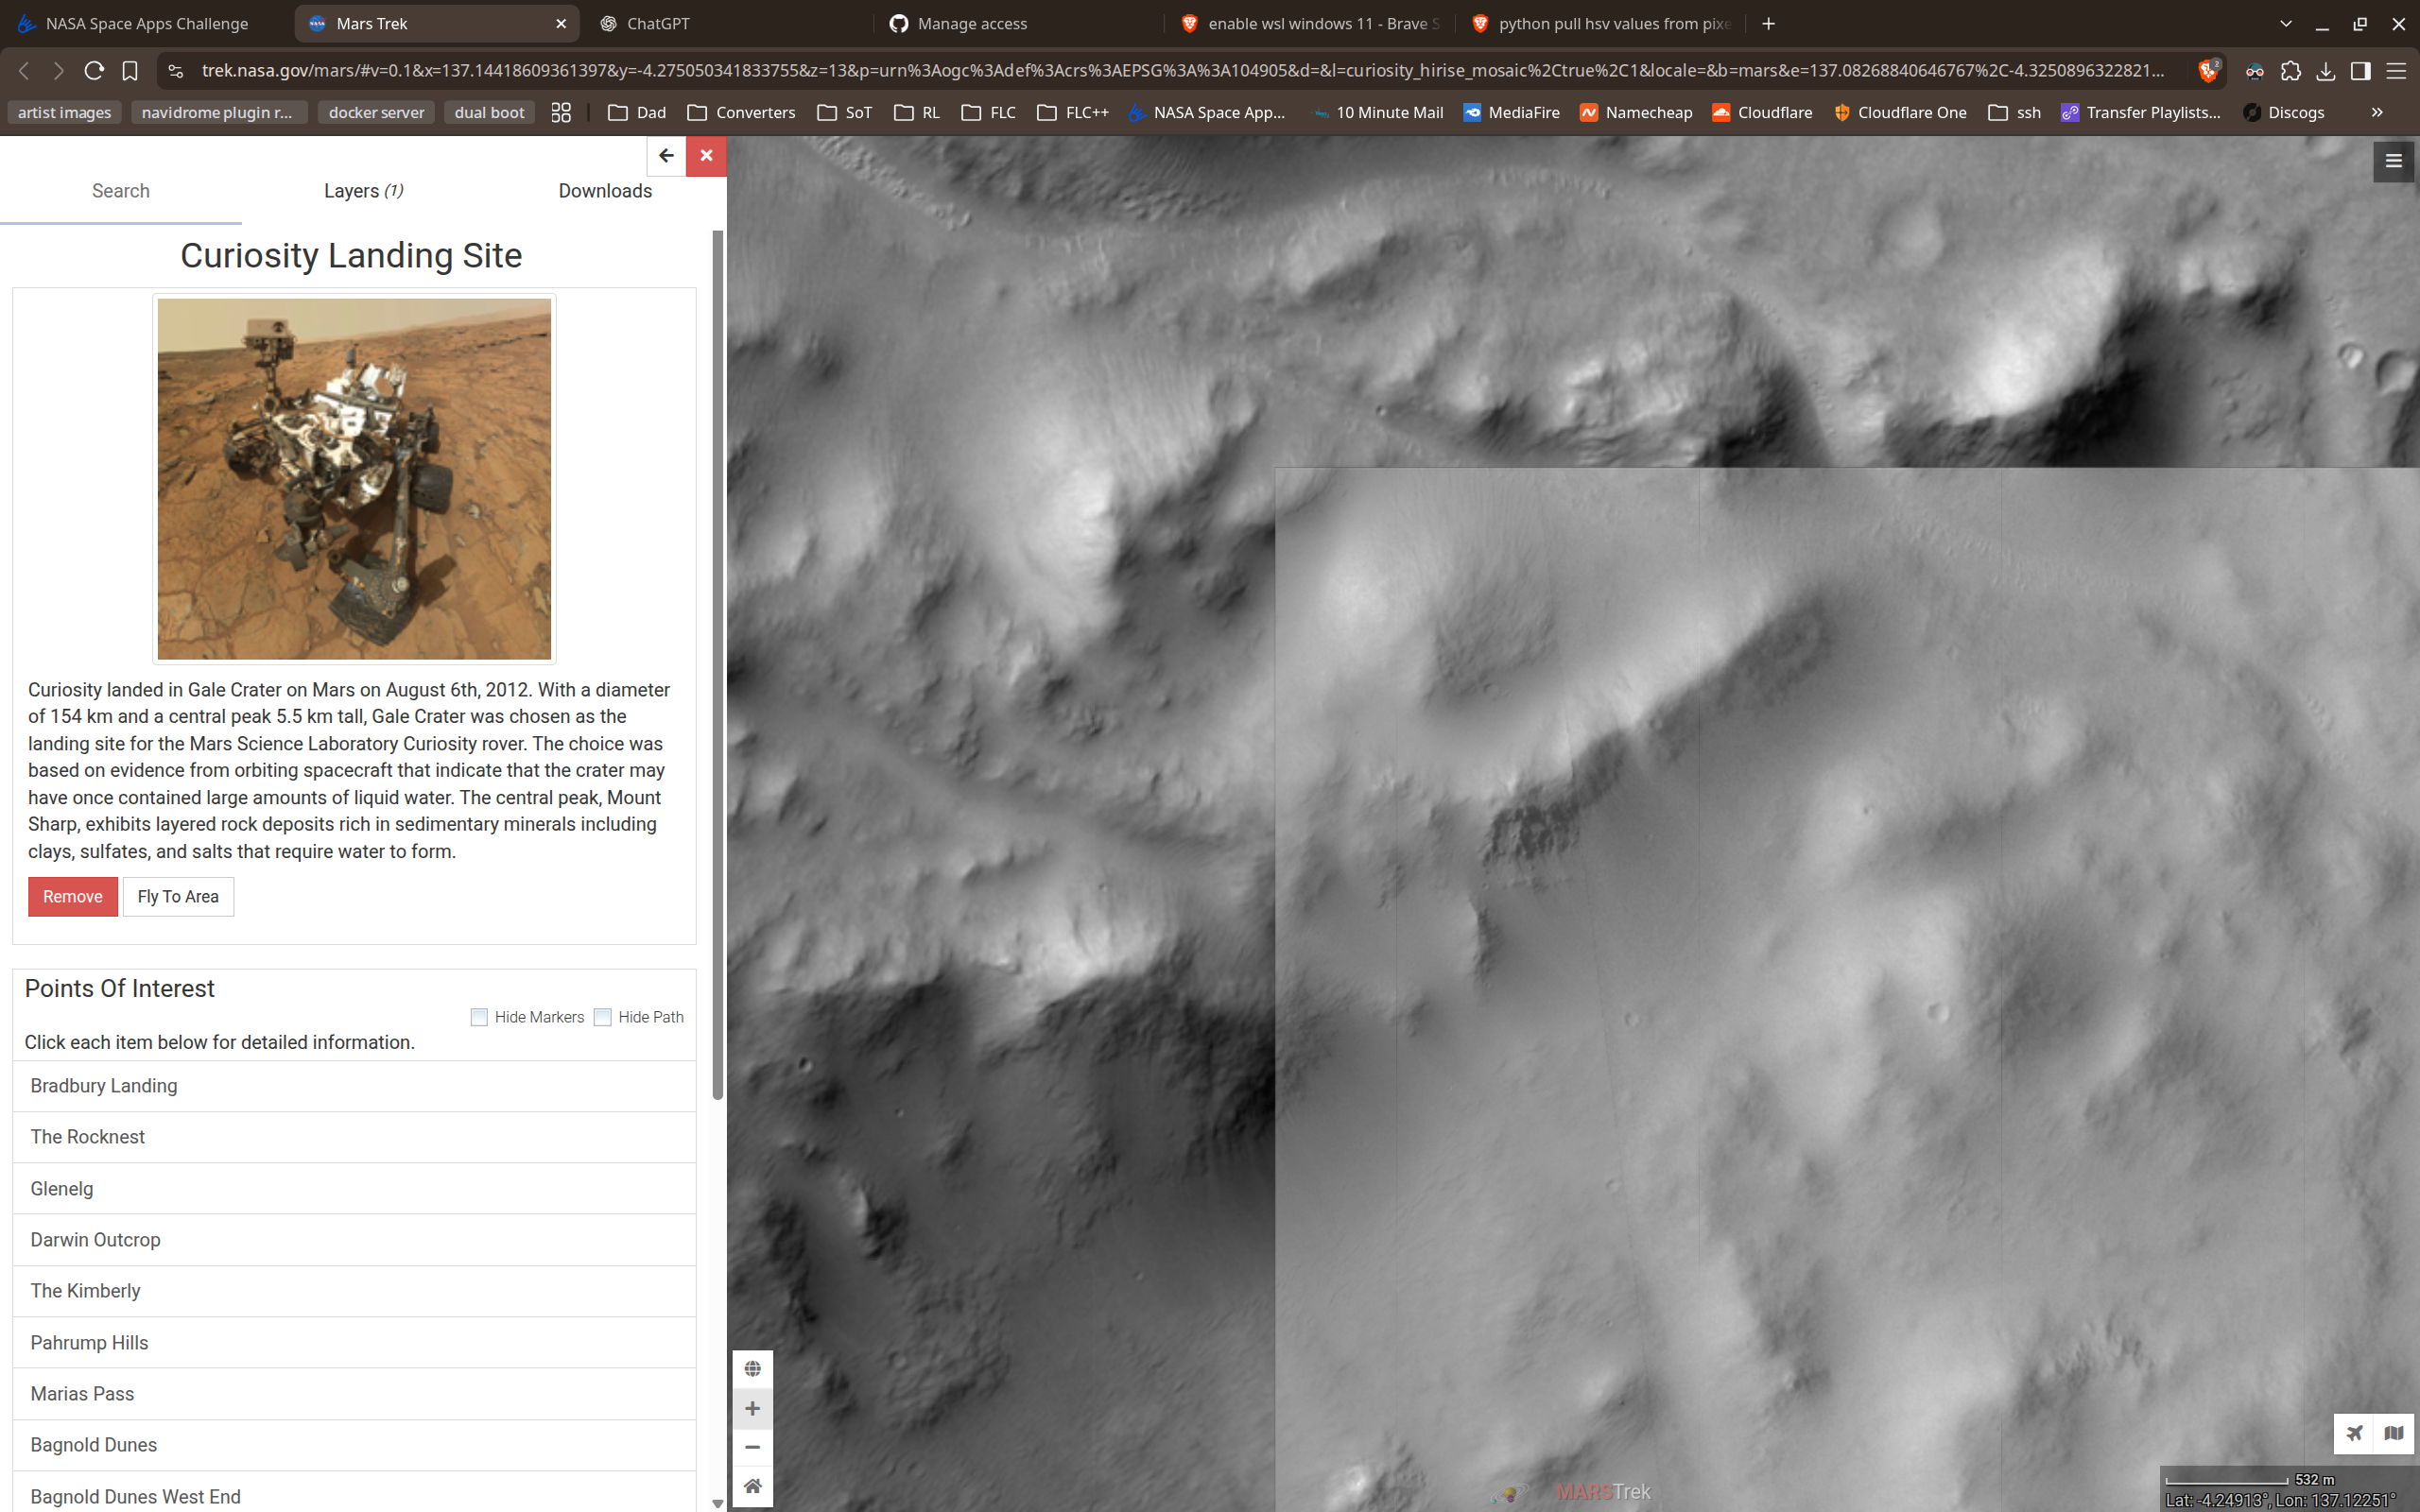 NASA Space Apps Challenge
Mars Trek
ChatGPT
Manage access
enable wsl windows 11 - Brave S
python pull hsv values from pixe
trek.nasa.gov/mars/#v=0.1&x=137.14418609361397&y=-4.275050341833755&z=13&p=urn%3Aogc%3Adef%3Acrs%3AEPSG%3A%3A104905&d=&l=curiosity_hirise_mosaic%2Ctrue%2C1&locale=&b=mars&e=137.08268840646767%2C-4.3250896322821...
2
artist images
navidrome plugin r...
docker server
dual boot
Dad
Converters
SoT
RL
FLC
FLC++
NASA Space App...
10 Minute Mail
MediaFire
Namecheap
Cloudflare
Cloudflare One
ssh
Transfer Playlists...
Discogs
Search
Layers (1)
Downloads
Curiosity Landing Site
Curiosity landed in Gale Crater on Mars on August 6th, 2012. With a diameter
of 154 km and a central peak 5.5 km tall, Gale Crater was chosen as the
landing site for the Mars Science Laboratory Curiosity rover. The choice was
based on evidence from orbiting spacecraft that indicate that the crater may
have once contained large amounts of liquid water. The central peak, Mount
Sharp, exhibits layered rock deposits rich in sedimentary minerals including
clays, sulfates, and salts that require water to form.
Remove
Fly To Area
Points Of Interest
Hide Markers
Hide Path
Click each item below for detailed information.
Bradbury Landing
The Rocknest
Glenelg
Darwin Outcrop
The Kimberly
Pahrump Hills
Marias Pass
Bagnold Dunes
Bagnold Dunes West End
MARSTrek
532 m
Lat: -4.24913°, Lon: 137.12251°